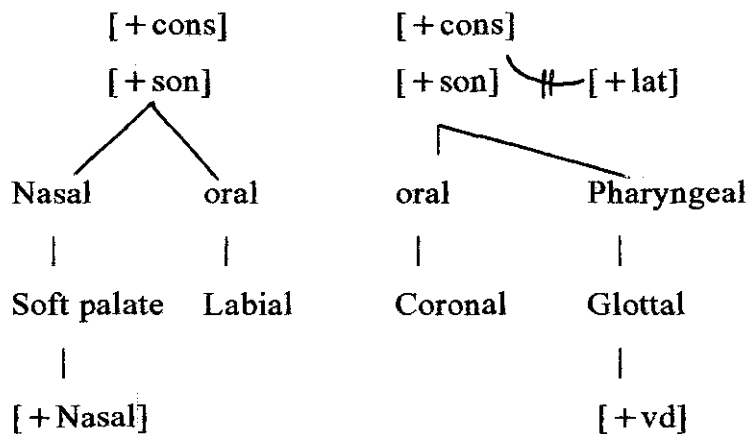 [+cons] [+cons]
[+son] [+son] [+lat]
Nasal oral oral Pharyngeal
Soft palate Labial Coronal Glottal
[+Nasal] [+vd]